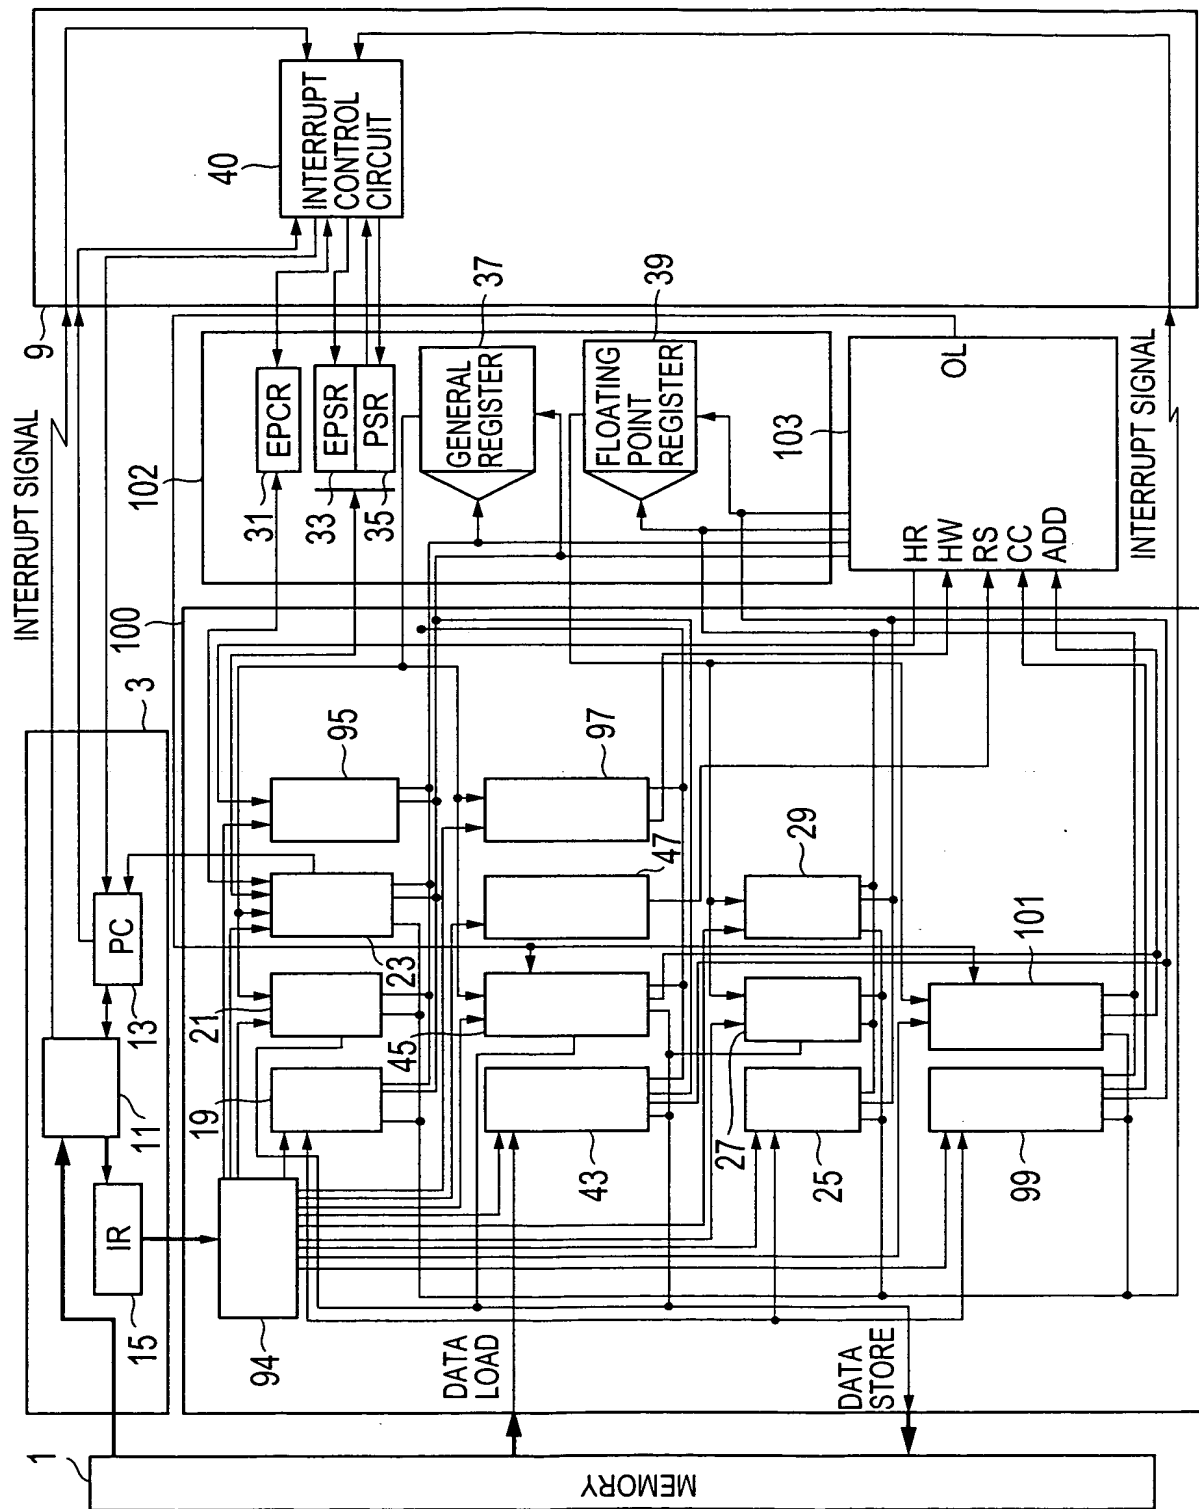 INTERRUPT SIGNAL
9
40
INTERRUPT
CONTROL
CIRCUIT
3
100
102
31
EPCR
33
EPSR
35
PSR
37
GENERAL
REGISTER
39
FLOATING
POINT
REGISTER
103
OL
HR
HW
RS
CC
ADD
INTERRUPT SIGNAL
1
MEMORY
15
IR
11
13
PC
94
19
21
23
95
DATA
LOAD
43
45
47
97
25
27
29
DATA
STORE
99
101